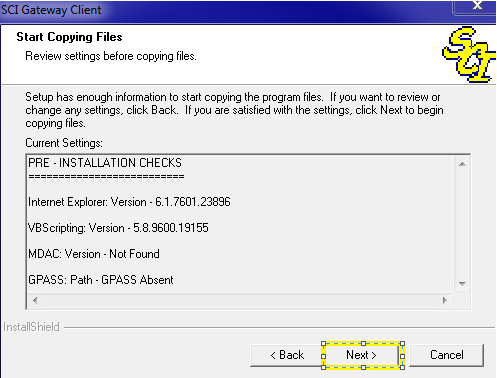 SCI Gateway Client
Start Copying Files
Review settings before copying files.
SCI
Setup has enough information to start copying the program files. If you want to review or
change any settings, click Back. If you are satisfied with the settings, click Next to begin
copying files.
Current Settings:
PRE - INSTALLATION CHECKS
==========================
Internet Explorer: Version - 6.1.7601.23896
VBScripting: Version - 5.8.9600.19155
MDAC: Version - Not Found
GPASS: Path - GPASS Absent
InstallShield
< Back Next > Cancel